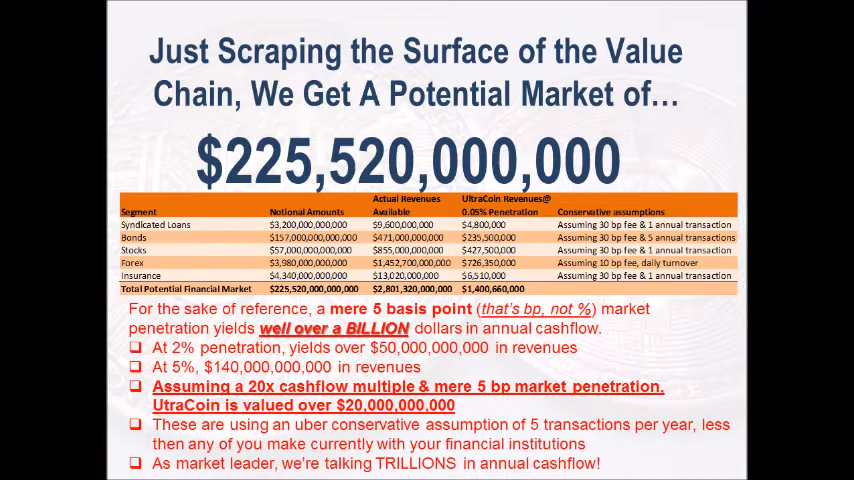 Just Scraping the Surface of the Value
Chain, We Get A Potential Market of...
$225,520,000,000
Segment Notional Amounts Actual Revenues Available UltraCoin Revenues@ 0.05% Penetration Conservative assumptions
Syndicated Loans $3,200,000,000,000 $9,600,000,000 $4,800,000 Assuming 30 bp fee & 1 annual transaction
Bonds $157,000,000,000,000 $471,000,000,000 $235,500,000 Assuming 30 bp fee & 5 annual transactions
Stocks $57,000,000,000,000 $855,000,000,000 $427,500,000 Assuming 30 bp fee & 1 annual transaction
Forex $3,980,000,000,000 $1,452,700,000,000 $726,350,000 Assuming 10 bp fee, daily turnover
Insurance $4,340,000,000,000 $13,020,000,000 $6,510,000 Assuming 30 bp fee & 1 annual transaction
Total Potential Financial Market $225,520,000,000,000 $2,801,320,000,000 $1,400,660,000
For the sake of reference, a mere 5 basis point (that's bp, not %) market
penetration yields well over a BILLION dollars in annual cashflow.
❑ At 2% penetration, yields over $50,000,000,000 in revenues
❑ At 5%, $140,000,000,000 in revenues
❑ Assuming a 20x cashflow multiple & mere 5 bp market penetration.
UtraCoin is valued over $20,000,000,000
❑ These are using an uber conservative assumption of 5 transactions per year, less
then any of you make currently with your financial institutions
❑ As market leader, we're talking TRILLIONS in annual cashflow!